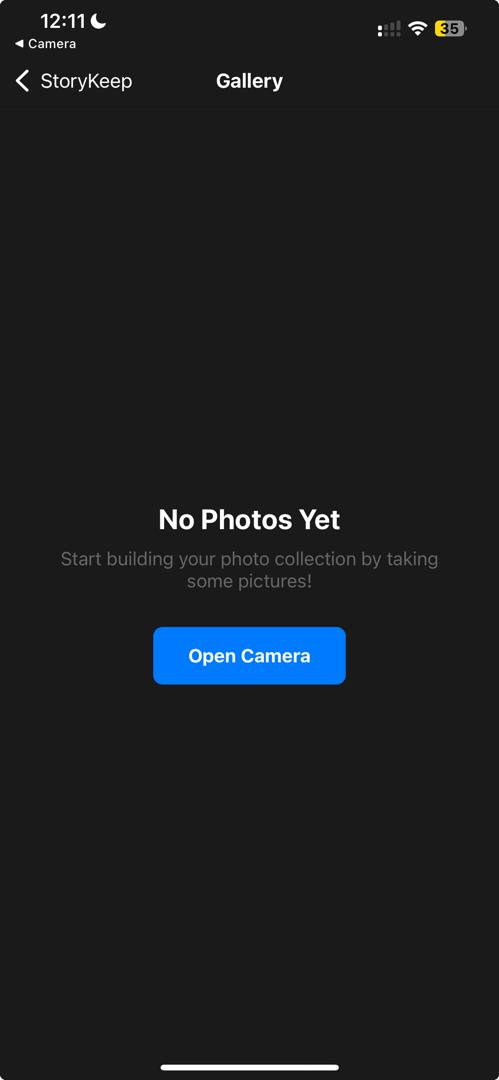 12:11
35
◀ Camera
StoryKeep
Gallery
No Photos Yet
Start building your photo collection by taking
some pictures!
Open Camera